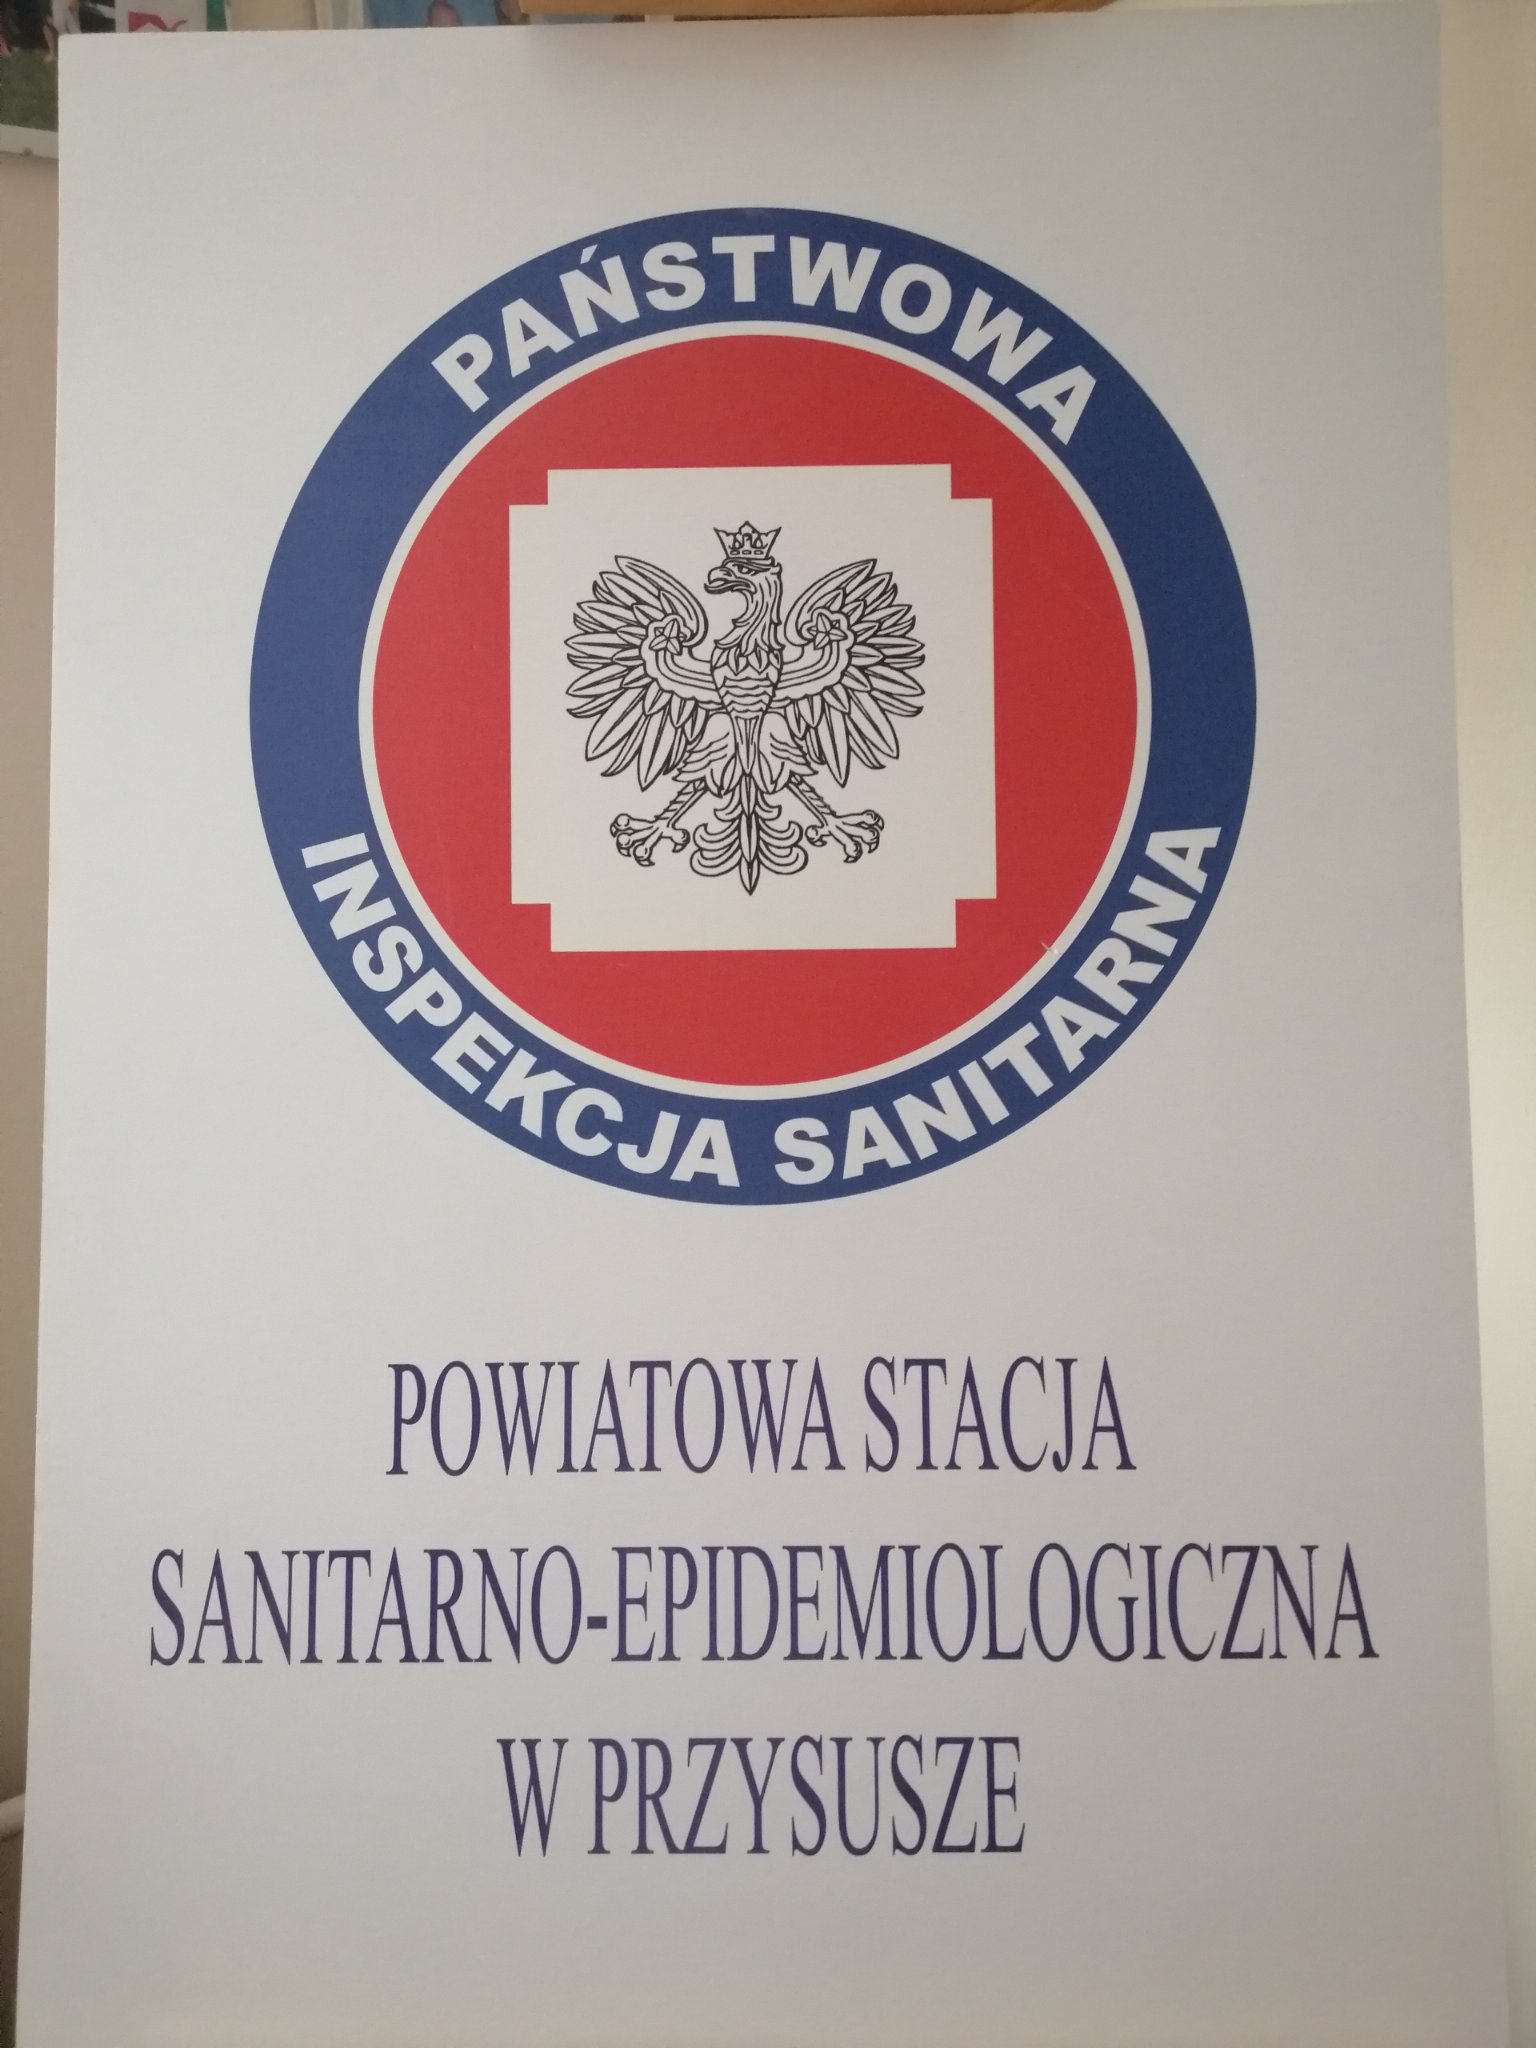 PAŃSTWOWA
INSPEKCJA SANITARNA
POWIATOWA STACJA
SANITARNO-EPIDEMIOLOGICZNA
W PRZYSUSZE